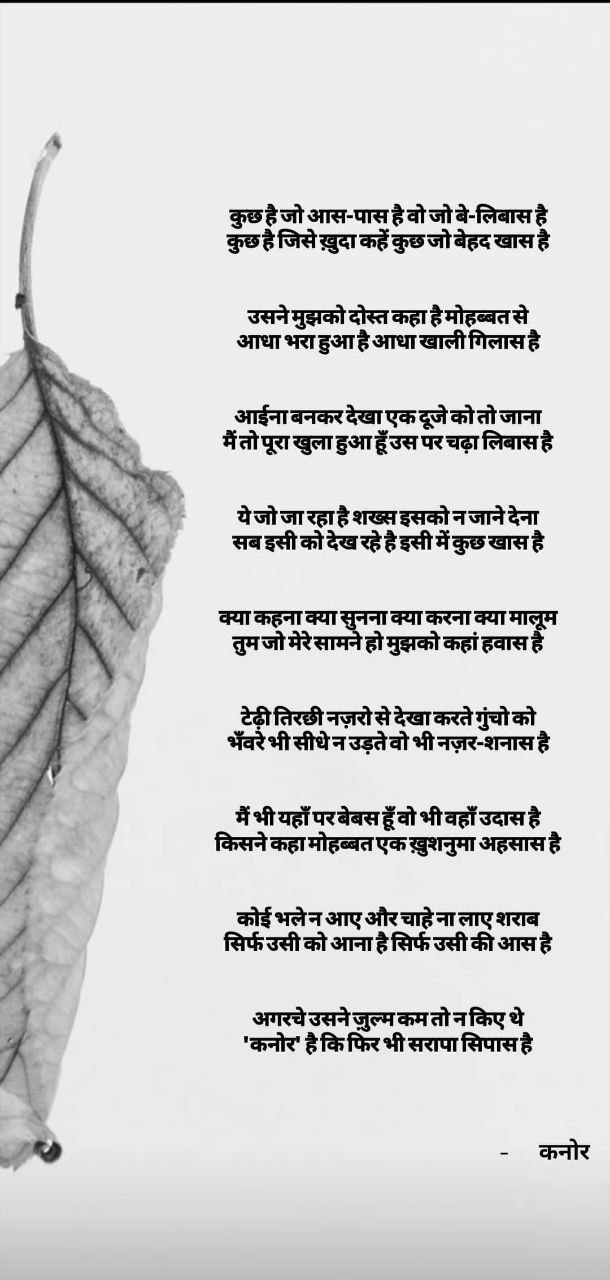 कुछ है जो आस-पास है वो जो बे-लिबास है
कुछ है जिसे ख़ुदा कहें कुछ जो बेहद खास है
उसने मुझको दोस्त कहा है मोहब्बत से
आधा भरा हुआ है आधा खाली गिलास है
आईना बनकर देखा एक दूजे को तो जाना
मैं तो पूरा खुला हुआ हूँ उस पर चढ़ा लिबास है
ये जो जा रहा है शख्स इसको न जाने देना
सब इसी को देख रहे है इसी में कुछ खास है
क्या कहना क्या सुनना क्या करना क्या मालूम
तुम जो मेरे सामने हो मुझको कहां हवास है
टेढ़ी तिरछी नज़रो से देखा करते गुंचो को
भँवरे भी सीधे न उड़ते वो भी नज़र-शनास है
मैं भी यहाँ पर बेबस हूँ वो भी वहाँ उदास है
किसने कहा मोहब्बत एक ख़ुशनुमा अहसास है
कोई भले न आए और चाहे ना लाए शराब
सिर्फ उसी को आना है सिर्फ उसी की आस है
अगरचे उसने ज़ुल्म कम तो न किए थे
'कनोर' है कि फिर भी सरापा सिपास है
- कनोर